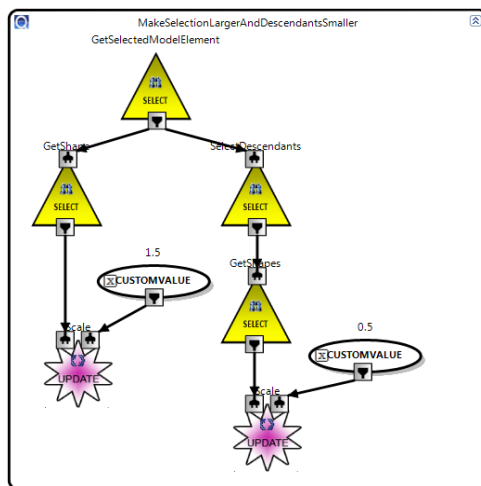 MakeSelectionLargerAndDescendantsSmaller
GetSelectedModelElement
SELECT
GetShape
SelectDescendants
SELECT
SELECT
1.5
GetShapes
CUSTOMVALUE
SELECT
0.5
Scale
CUSTOMVALUE
UPDATE
Scale
UPDATE